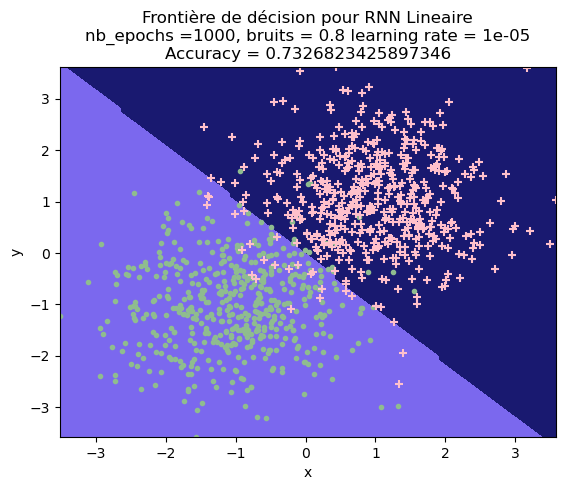 Frontière de décision pour RNN Lineaire
nb_epochs =1000, bruits = 0.8 learning rate = 1e-05
Accuracy = 0.7326823425897346
3
2
1
0
−1
−2
−3
y
−3 −2 −1 0 1 2 3
x